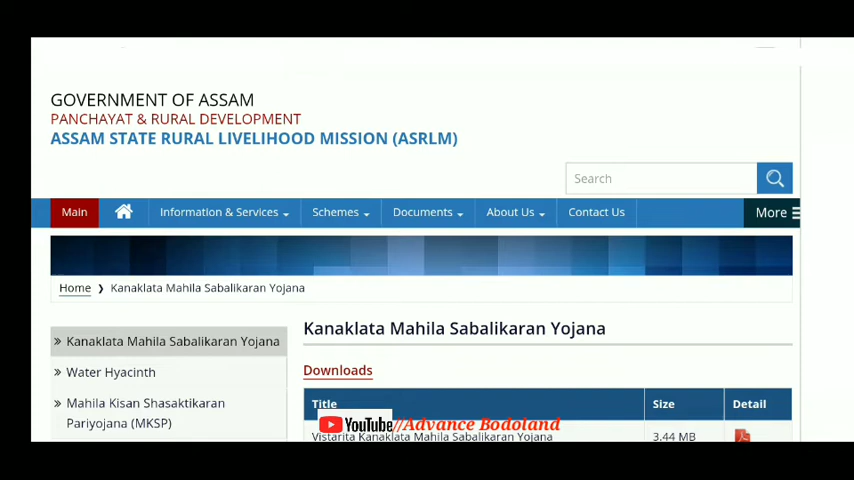 GOVERNMENT OF ASSAM
PANCHAYAT & RURAL DEVELOPMENT
ASSAM STATE RURAL LIVELIHOOD MISSION (ASRLM)
Search
Main Information & Services Schemes Documents About Us Contact Us More
Home ❯ Kanaklata Mahila Sabalikaran Yojana
» Kanaklata Mahila Sabalikaran Yojana
» Water Hyacinth
» Mahila Kisan Shasaktikaran
Pariyojana (MKSP)
Kanaklata Mahila Sabalikaran Yojana
Downloads
Title Size Detail
YouTube//Advance Bodoland
Vistarita Kanaklata Mahila Sabalikaran Yojana 3.44 MB